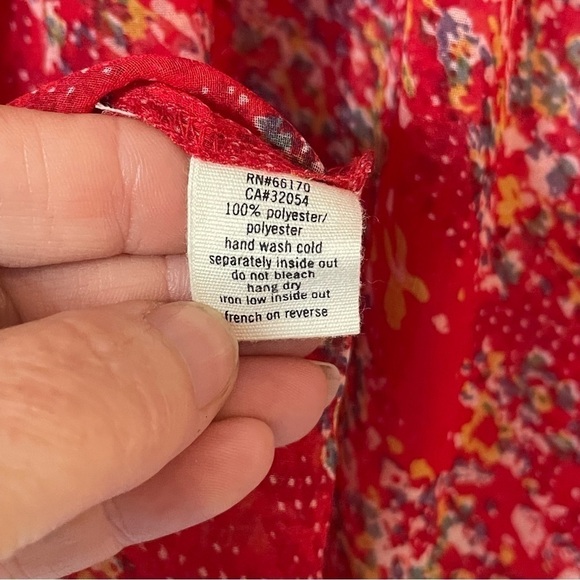 RN#66170
CA#32054
100% polyester/
polyester
hand wash cold
separately inside out
do not bleach
hang dry
iron low inside out
french on reverse